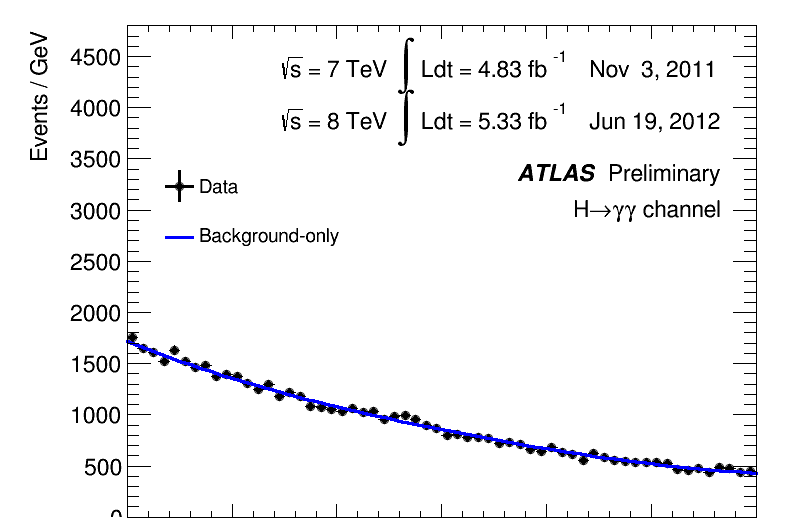 Events / GeV
4500
4000
3500
3000
2500
2000
1500
1000
500
0
√s = 7 TeV ∫ Ldt = 4.83 fb -1 Nov 3, 2011
√s = 8 TeV ∫ Ldt = 5.33 fb -1 Jun 19, 2012
ATLAS Preliminary
H→γγ channel
Data
Background-only